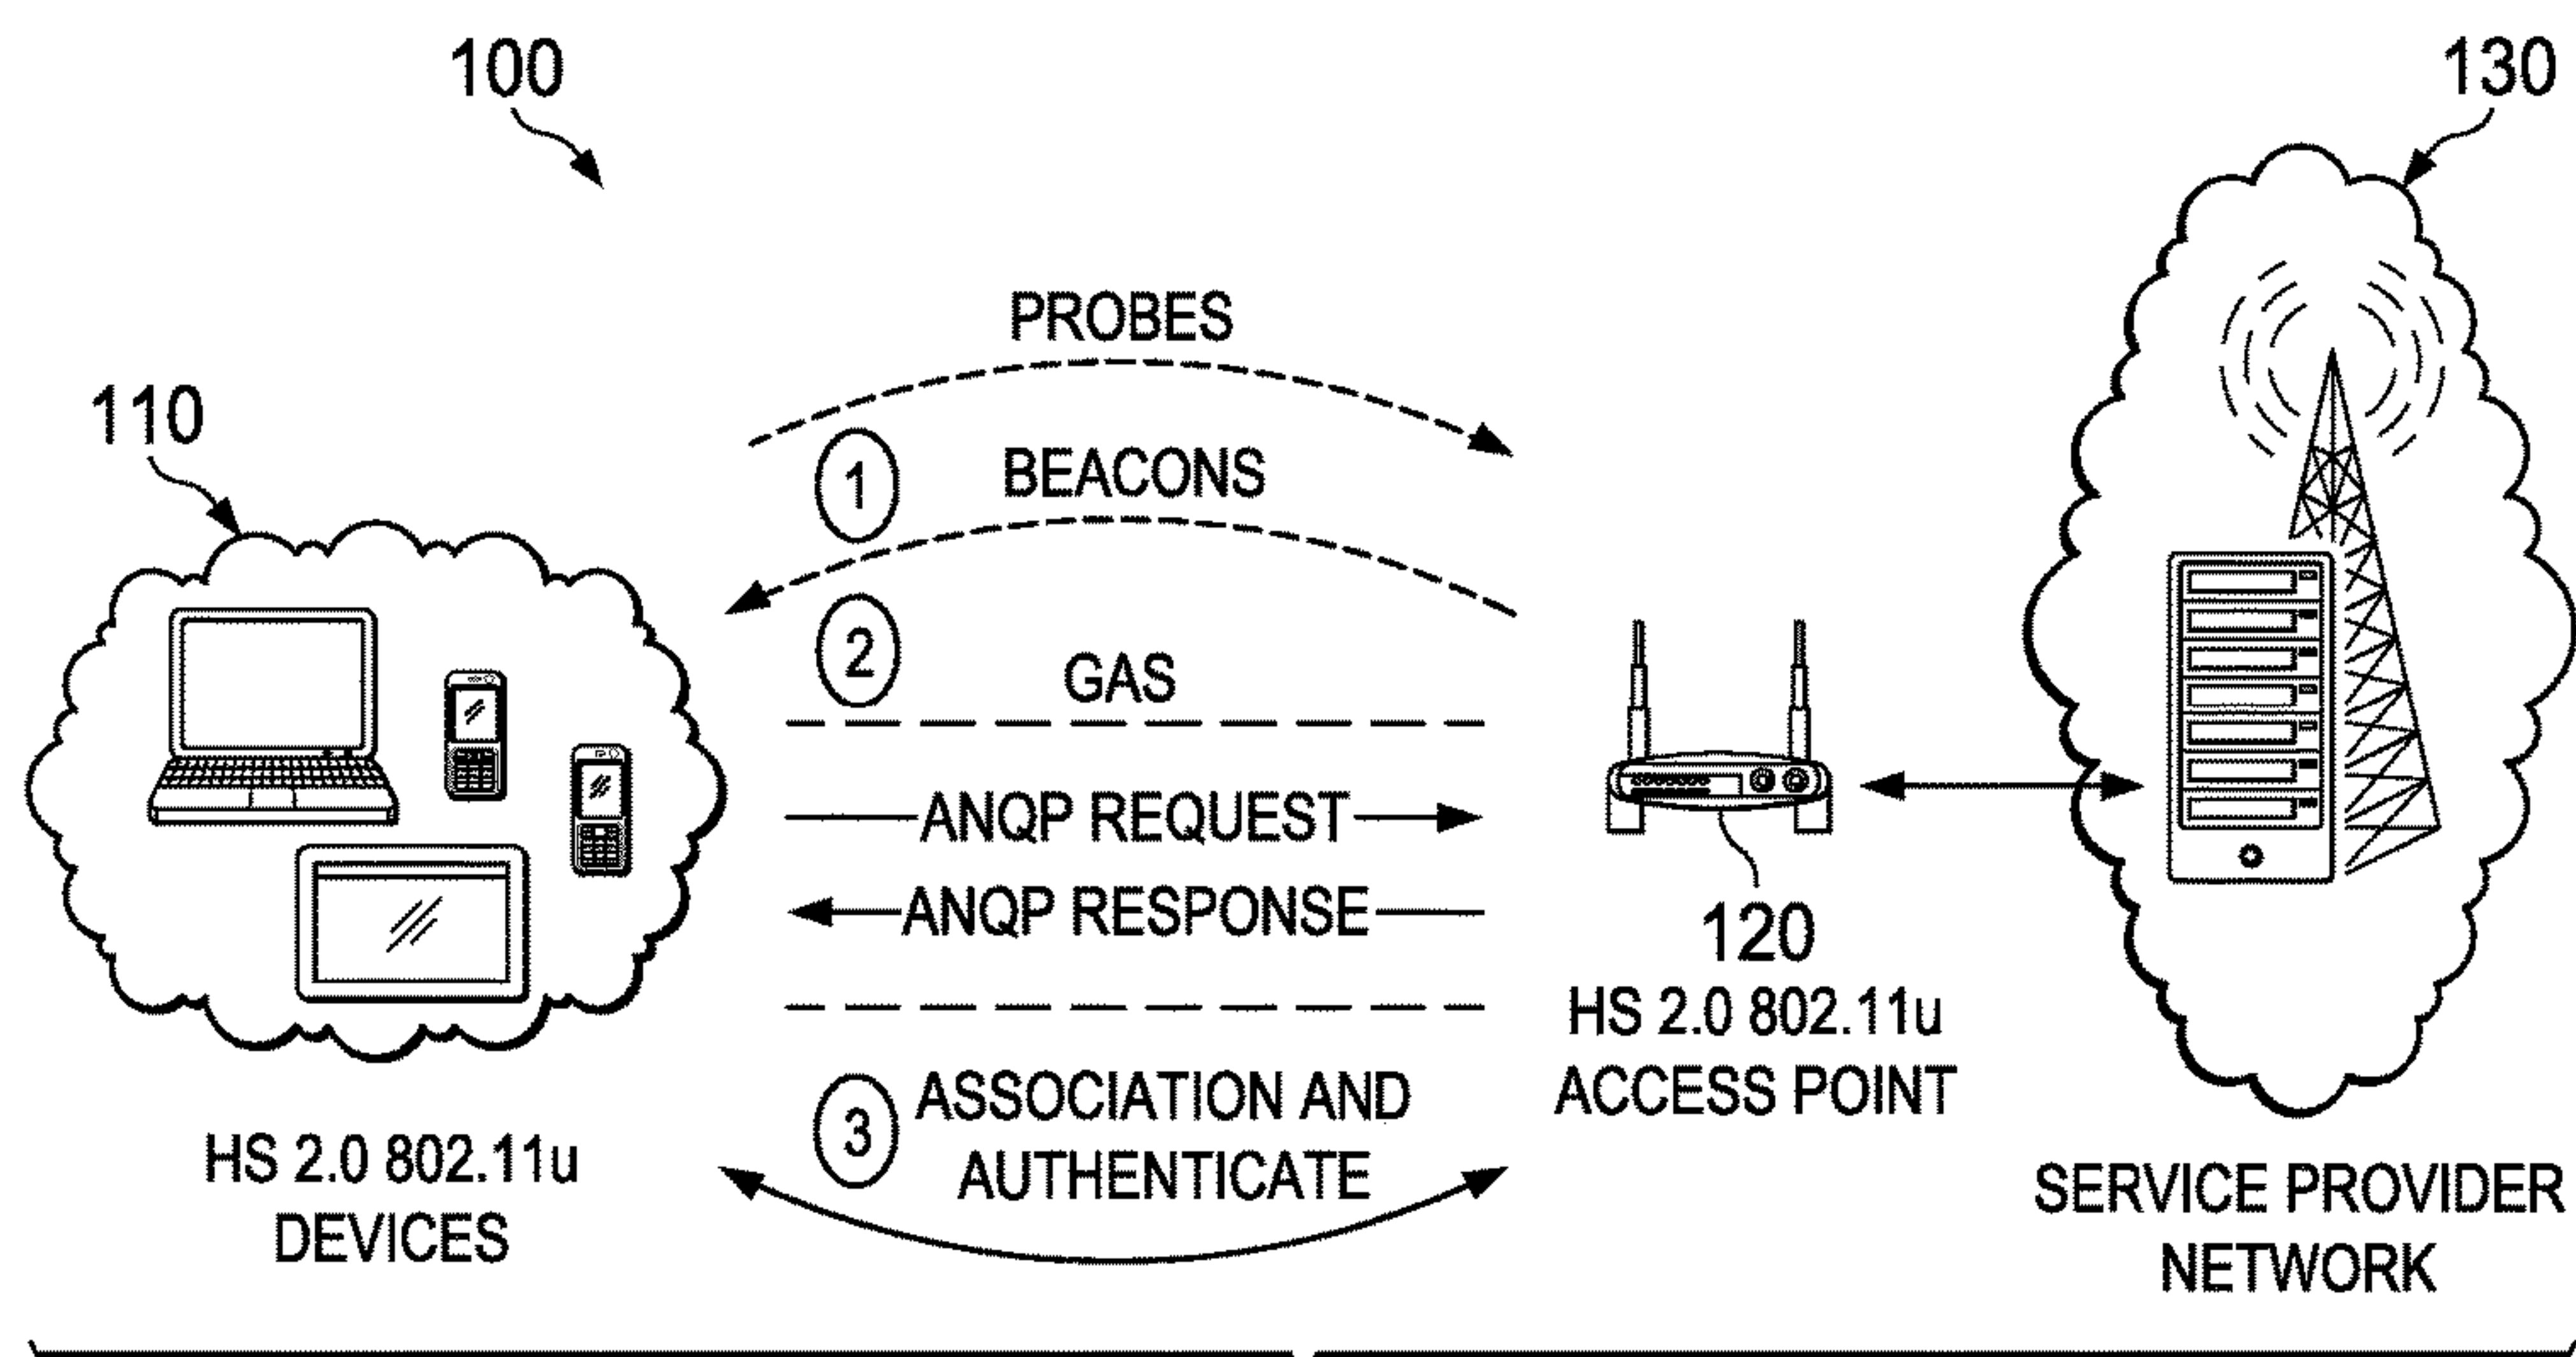 100
130
PROBES
110
1
BEACONS
2
GAS
ANQP REQUEST
ANQP RESPONSE
120
HS 2.0 802.11u
ACCESS POINT
3
ASSOCIATION AND
AUTHENTICATE
HS 2.0 802.11u
DEVICES
SERVICE PROVIDER
NETWORK